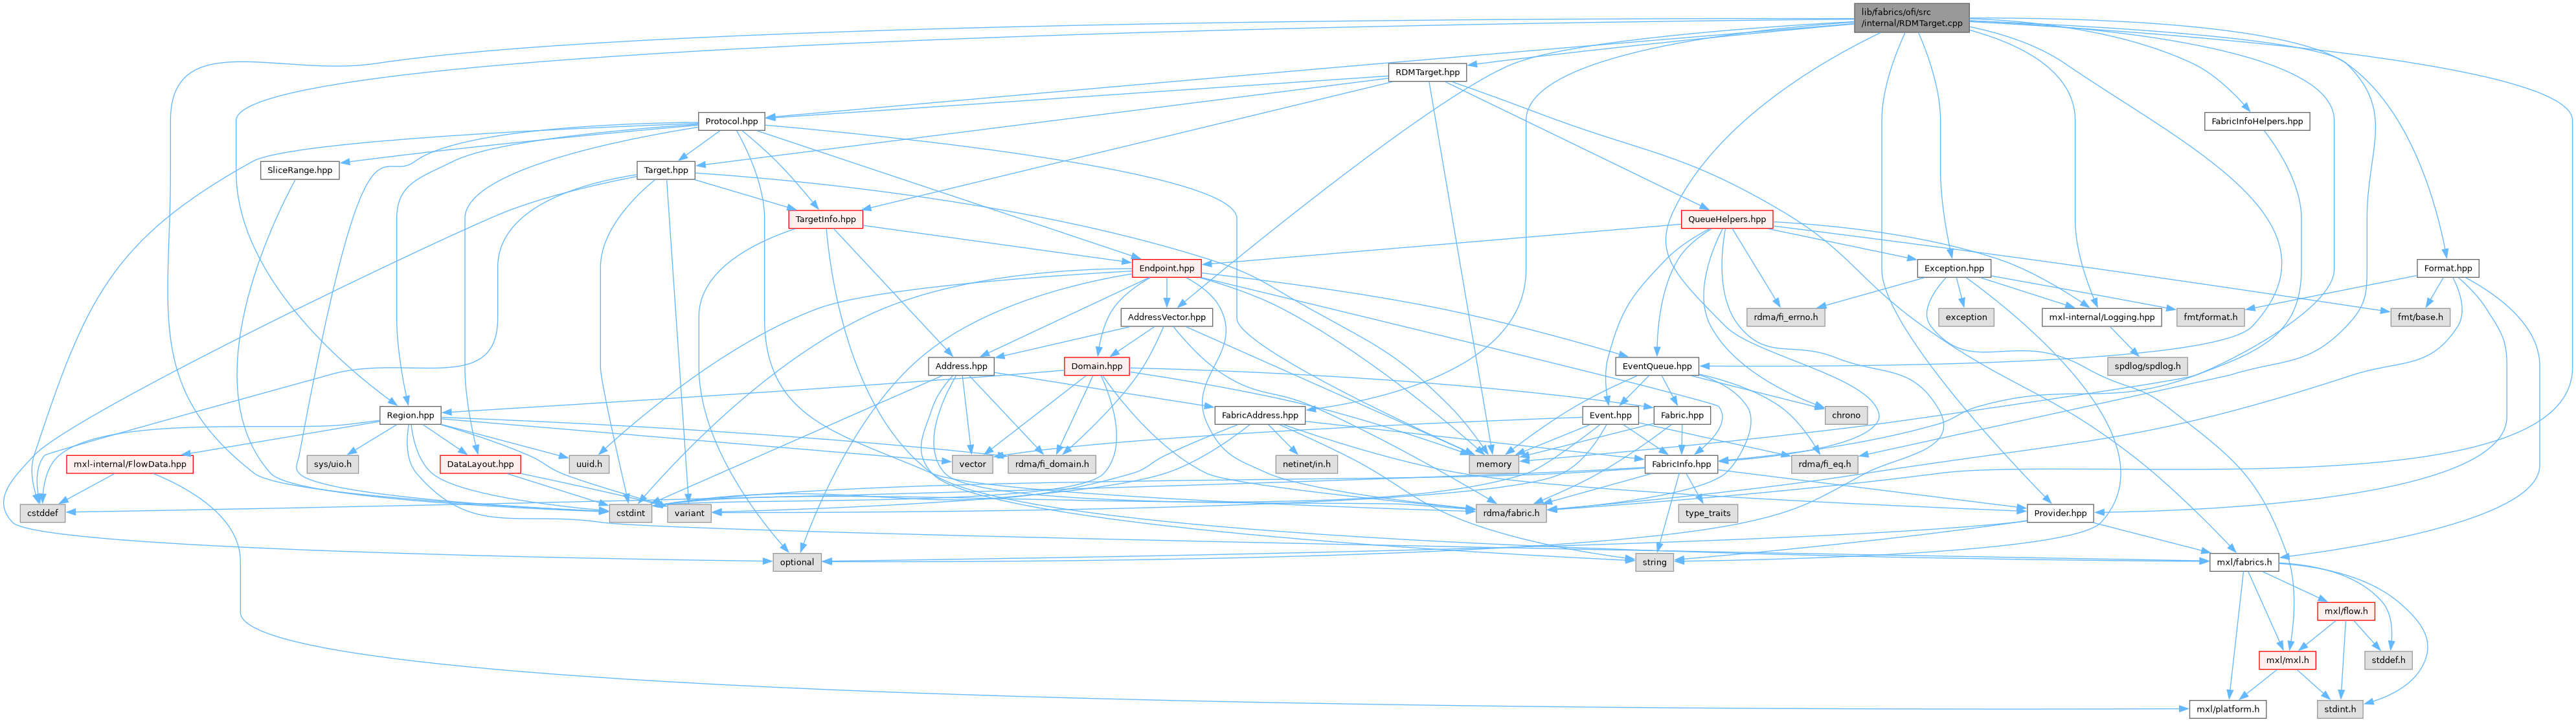 lib/fabrics/ofi/src
/internal/RDMTarget.cpp
RDMTarget.hpp
Protocol.hpp
FabricInfoHelpers.hpp
SliceRange.hpp
Target.hpp
TargetInfo.hpp
QueueHelpers.hpp
Endpoint.hpp
Exception.hpp
Format.hpp
AddressVector.hpp
rdma/fi_errno.h
exception
mxl-internal/Logging.hpp
fmt/format.h
fmt/base.h
Address.hpp
Domain.hpp
EventQueue.hpp
spdlog/spdlog.h
Region.hpp
FabricAddress.hpp
Event.hpp
Fabric.hpp
chrono
mxl-internal/FlowData.hpp
sys/uio.h
DataLayout.hpp
uuid.h
vector
rdma/fi_domain.h
netinet/in.h
memory
FabricInfo.hpp
rdma/fi_eq.h
cstddef
cstdint
variant
rdma/fabric.h
type_traits
Provider.hpp
optional
string
mxl/fabrics.h
mxl/flow.h
mxl/mxl.h
stddef.h
mxl/platform.h
stdint.h